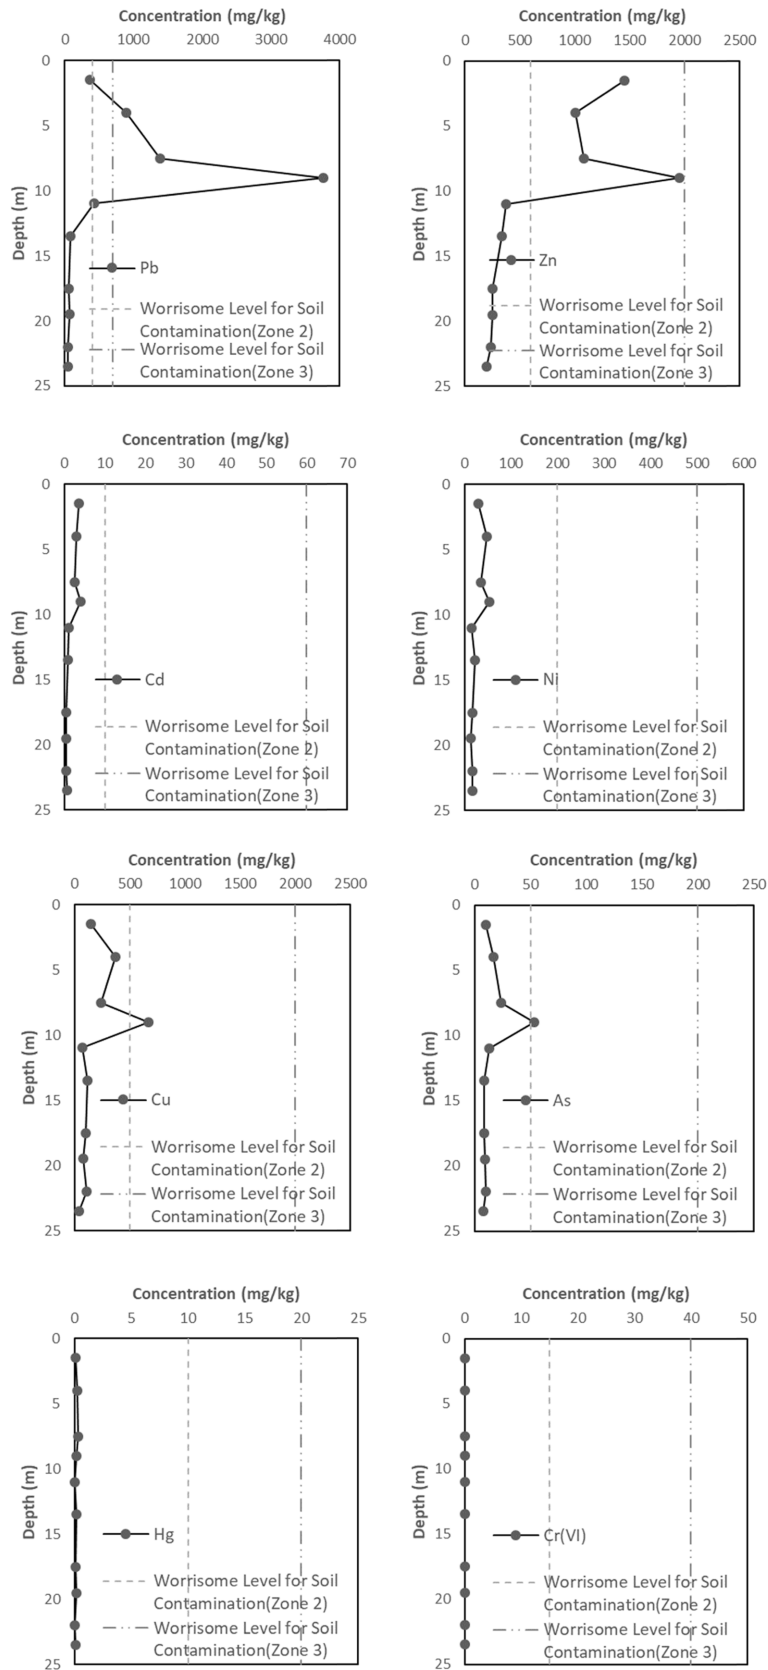 Concentration (mg/kg)
0 1000 2000 3000 4000
0
5
10
15
20
25
Depth (m)
Pb
Worrisome Level for Soil
Contamination(Zone 2)
Worrisome Level for Soil
Contamination(Zone 3)
Concentration (mg/kg)
0 500 1000 1500 2000 2500
0
5
10
15
20
25
Depth (m)
Zn
Worrisome Level for Soil
Contamination(Zone 2)
Worrisome Level for Soil
Contamination(Zone 3)
Concentration (mg/kg)
0 10 20 30 40 50 60 70
0
5
10
15
20
25
Depth (m)
Cd
Worrisome Level for Soil
Contamination(Zone 2)
Worrisome Level for Soil
Contamination(Zone 3)
Concentration (mg/kg)
0 100 200 300 400 500 600
0
5
10
15
20
25
Depth (m)
Ni
Worrisome Level for Soil
Contamination(Zone 2)
Worrisome Level for Soil
Contamination(Zone 3)
Concentration (mg/kg)
0 500 1000 1500 2000 2500
0
5
10
15
20
25
Depth (m)
Cu
Worrisome Level for Soil
Contamination(Zone 2)
Worrisome Level for Soil
Contamination(Zone 3)
Concentration (mg/kg)
0 50 100 150 200 250
0
5
10
15
20
25
Depth (m)
As
Worrisome Level for Soil
Contamination(Zone 2)
Worrisome Level for Soil
Contamination(Zone 3)
Concentration (mg/kg)
0 5 10 15 20 25
0
5
10
15
20
25
Depth (m)
Hg
Worrisome Level for Soil
Contamination(Zone 2)
Worrisome Level for Soil
Contamination(Zone 3)
Concentration (mg/kg)
0 10 20 30 40 50
0
5
10
15
20
25
Depth (m)
Cr(VI)
Worrisome Level for Soil
Contamination(Zone 2)
Worrisome Level for Soil
Contamination(Zone 3)